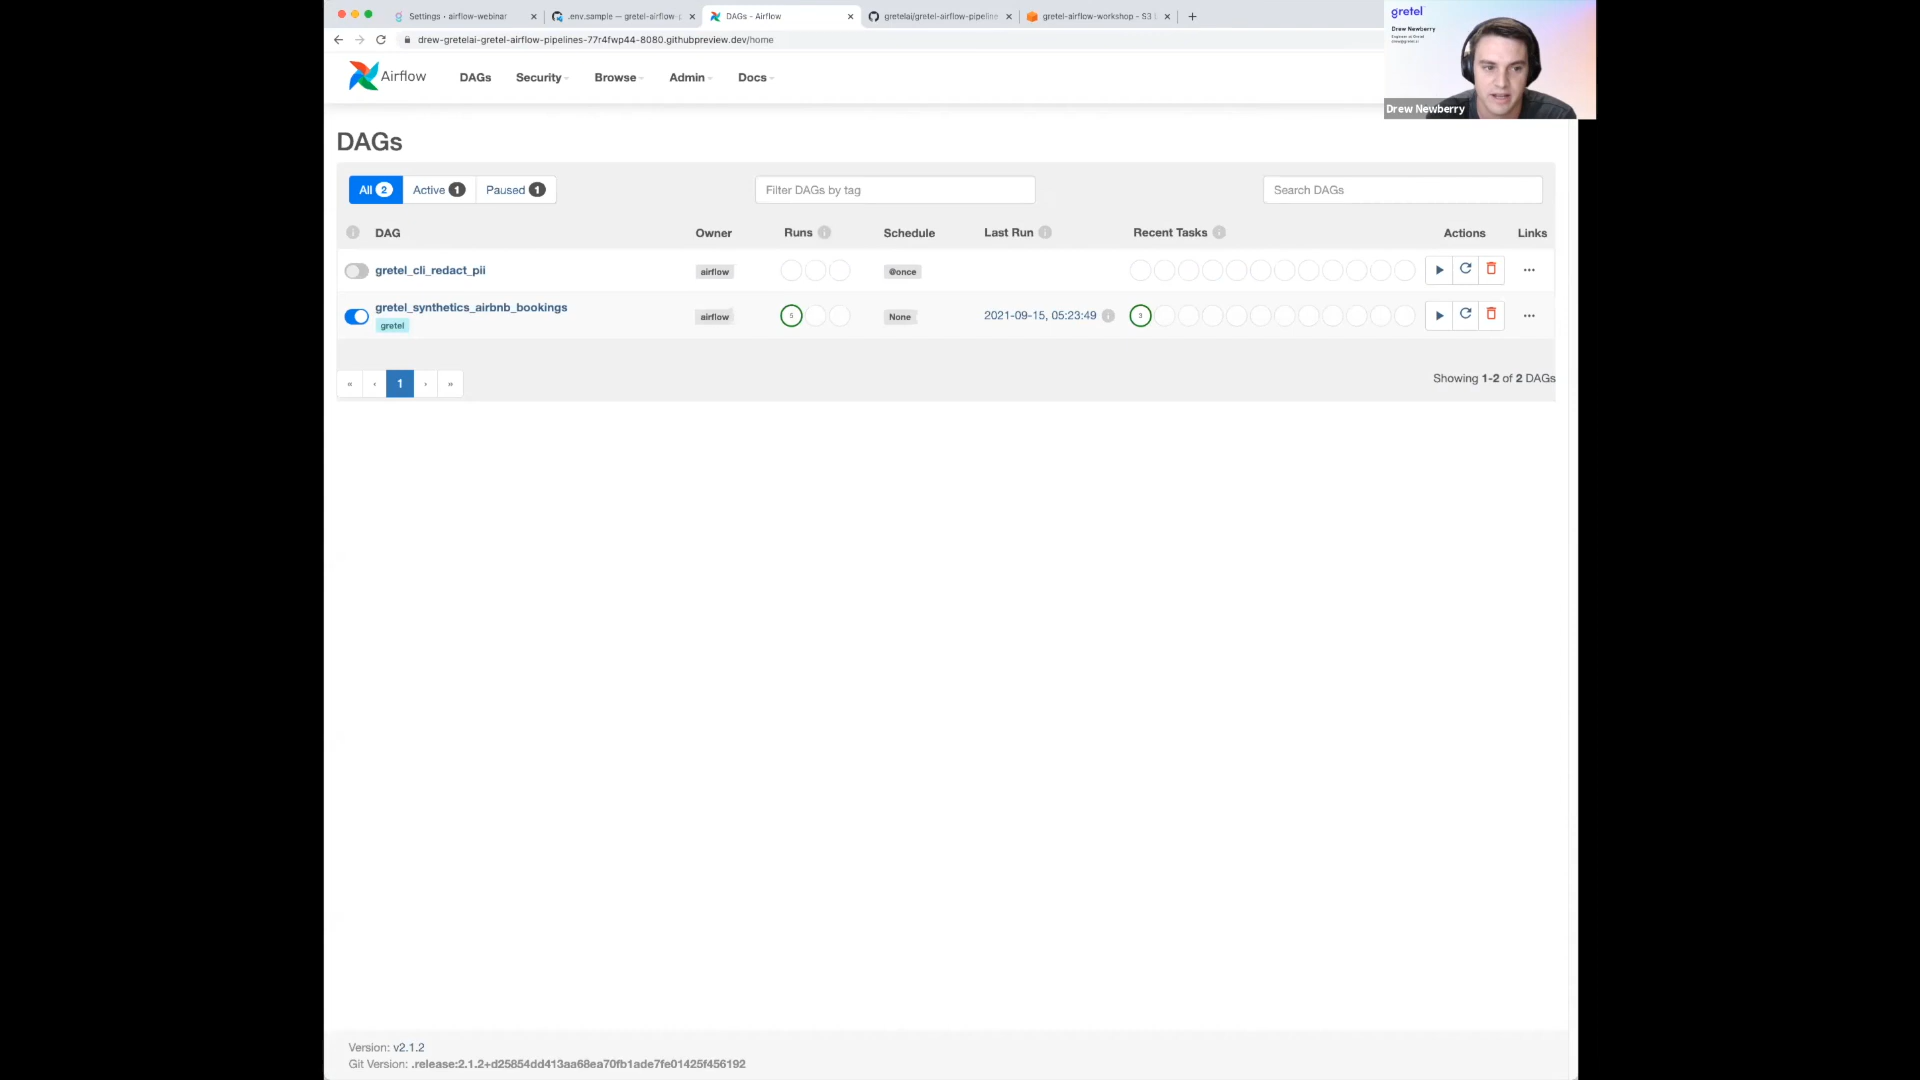 Settings · airflow-webinar
.env.sample — gretel-airflow-p
DAGs - Airflow
gretelai/gretel-airflow-pipeline
gretel-airflow-workshop - S3
drew-gretelai-gretel-airflow-pipelines-77r4fwp44-8080.githubpreview.dev/home
gretel
Drew Newberry
Drew Newberry
Airflow
DAGs
Security
Browse
Admin
Docs
DAGs
All 2
Active 1
Paused 1
Filter DAGs by tag
Search DAGs
DAG
Owner
Runs
Schedule
Last Run
Recent Tasks
Actions
Links
gretel_cli_redact_pii
airflow
@once
gretel_synthetics_airbnb_bookings
gretel
airflow
5
None
2021-09-15, 05:23:49
3
« ‹ 1 › »
Showing 1-2 of 2 DAGs
Version: v2.1.2
Git Version: .release:2.1.2+d25854dd413aa68ea70fb1ade7fe01425f456192